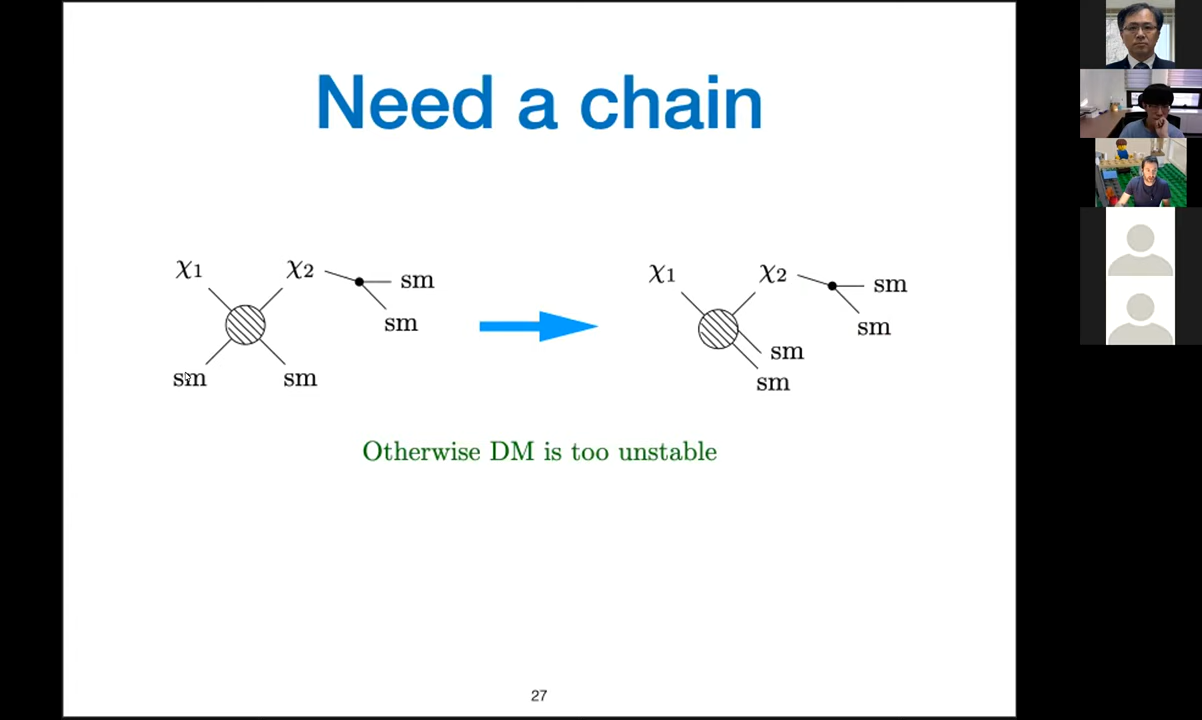 Need a chain
χ1 χ2 sm
sm
sm sm
χ1 χ2 sm
sm
sm
sm
Otherwise DM is too unstable
27